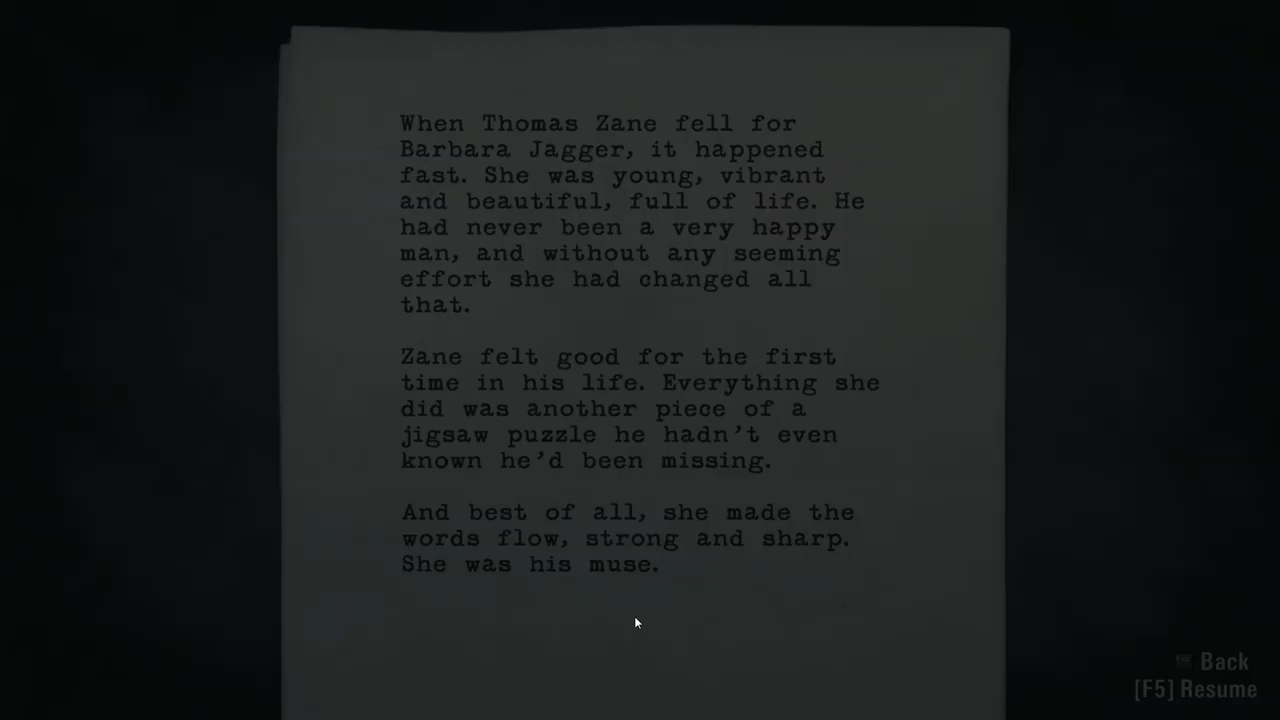 When Thomas Zane fell for
Barbara Jagger, it happened
fast. She was young, vibrant
and beautiful, full of life. He
had never been a very happy
man, and without any seeming
effort she had changed all
that.
Zane felt good for the first
time in his life. Everything she
did was another piece of a
jigsaw puzzle he hadn’t even
known he’d been missing.
And best of all, she made the
words flow, strong and sharp.
She was his muse.
Back
[F5] Resume